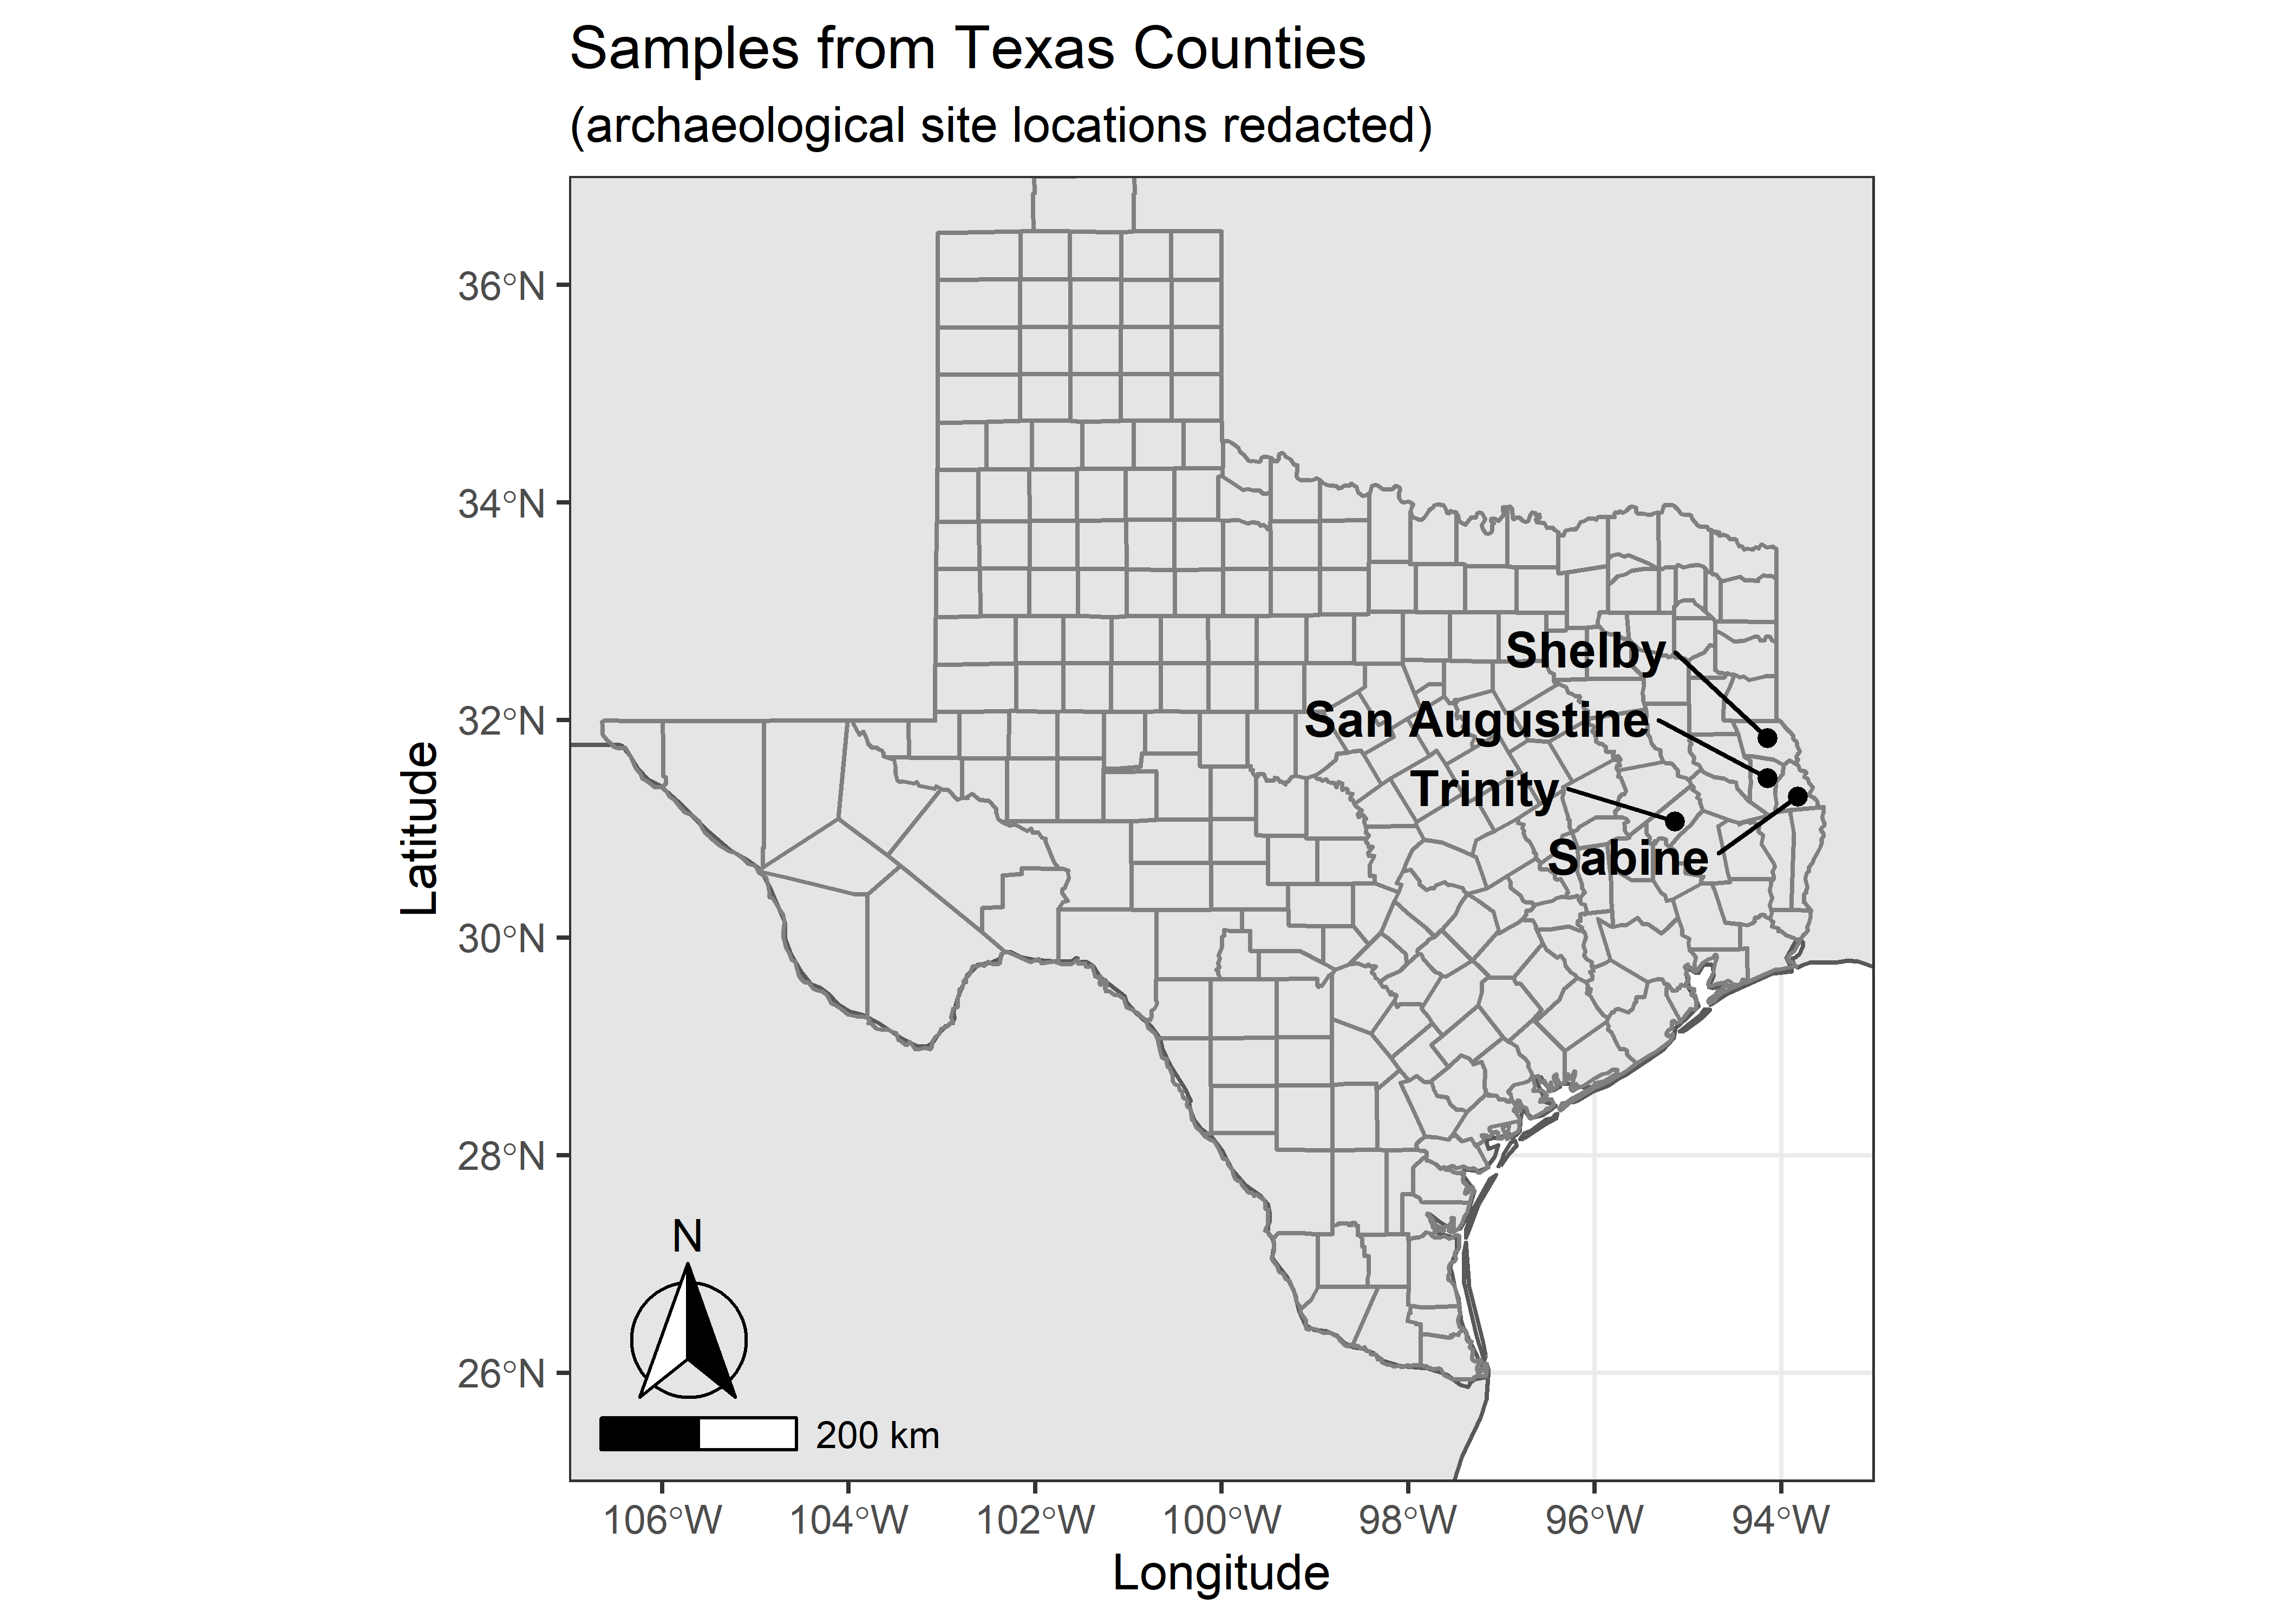 Samples from Texas Counties
(archaeological site locations redacted)
36°N
34°N
32°N
30°N
28°N
26°N
Latitude
Shelby
San Augustine
Trinity
Sabine
N
200 km
106°W
104°W
102°W
100°W
98°W
96°W
94°W
Longitude